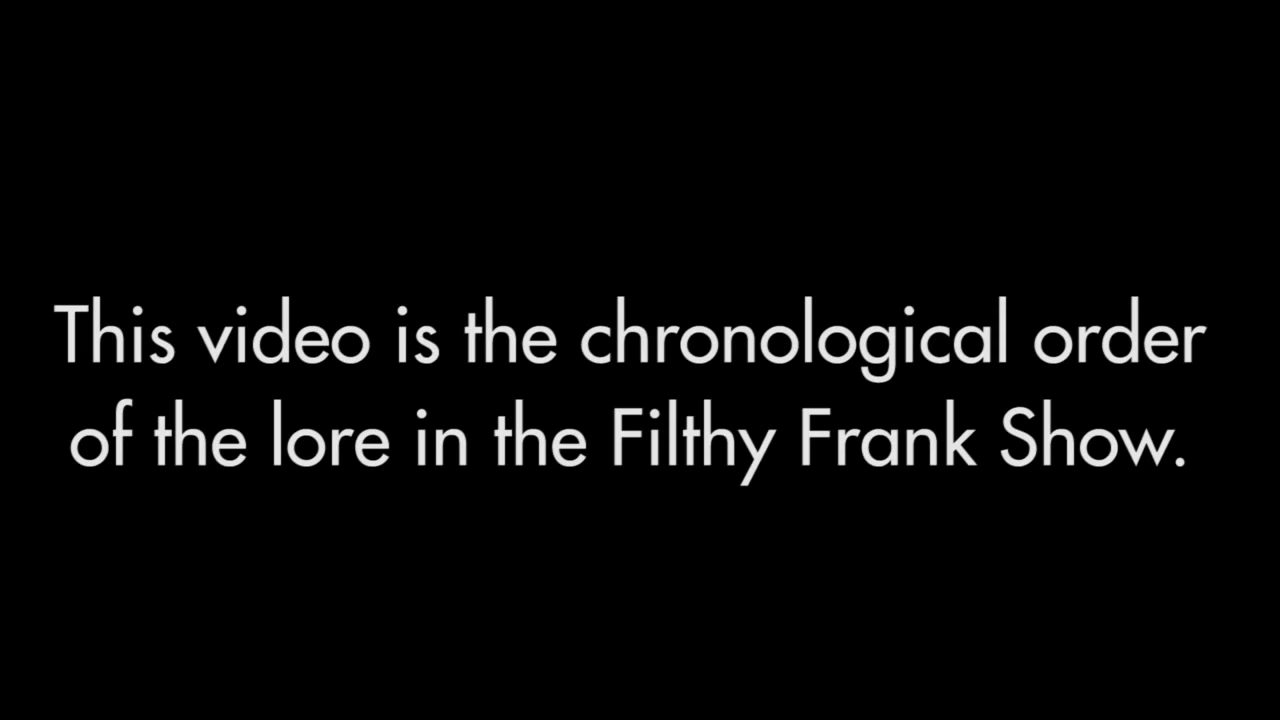 This video is the chronological order
of the lore in the Filthy Frank Show.